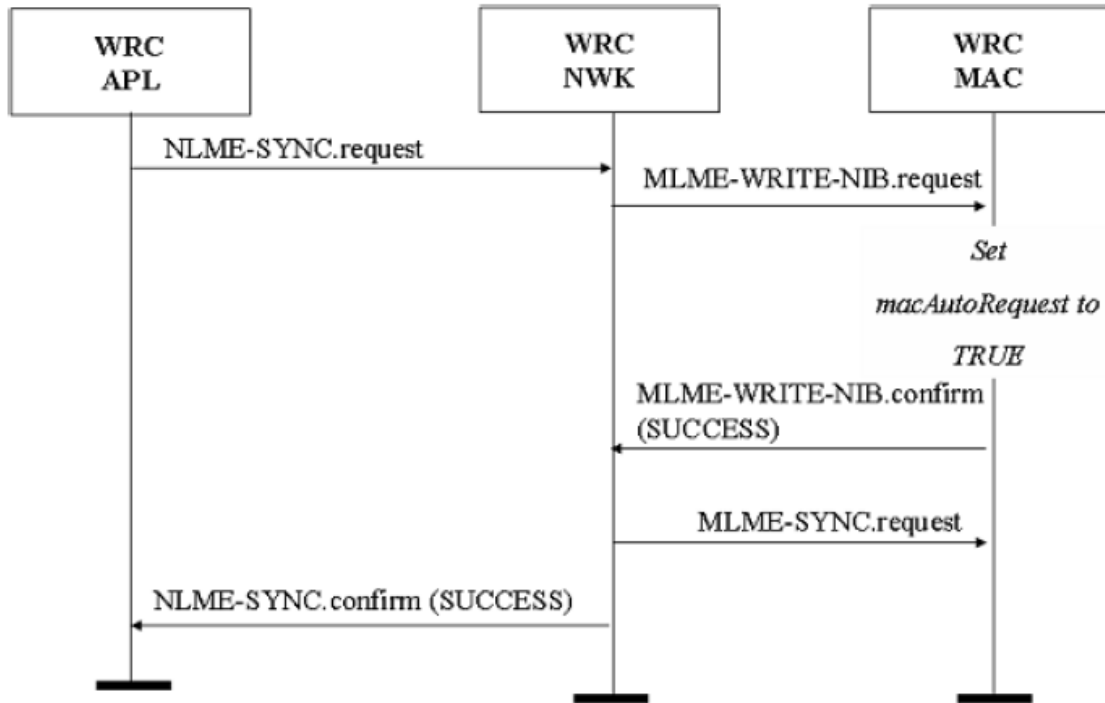 WRC
APL
WRC
NWK
WRC
MAC
NLME-SYNC.request
MLME-WRITE-NIB.request
Set
macAutoRequest to
TRUE
MLME-WRITE-NIB.confirm
(SUCCESS)
MLME-SYNC.request
NLME-SYNC.confirm (SUCCESS)